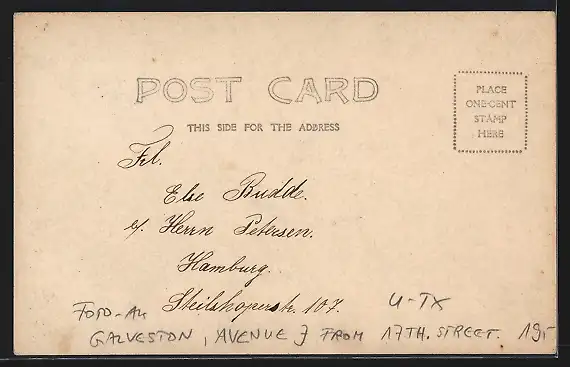 POST CARD
THIS SIDE FOR THE ADDRESS
PLACE
ONE-CENT
STAMP
HERE
Frl.
Else Budde.
c/. Herrn Petersen.
Hamburg.
Steilshoperstr. 107.
FOTO-AK U-TX
GALVESTON, AVENUE J FROM 17TH. STREET. 19,-